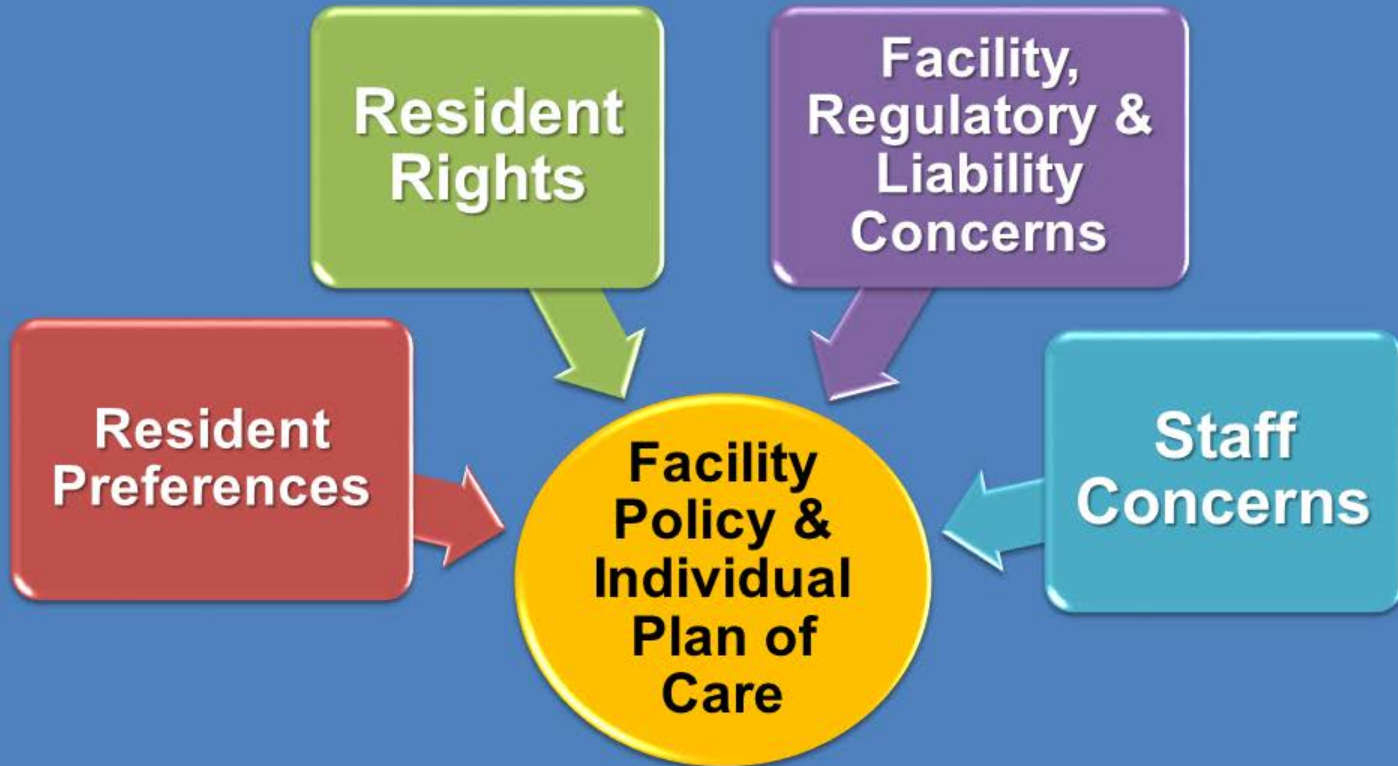 Resident
Rights
Facility,
Regulatory &
Liability
Concerns
Resident
Preferences
Staff
Concerns
Facility
Policy &
Individual
Plan of
Care